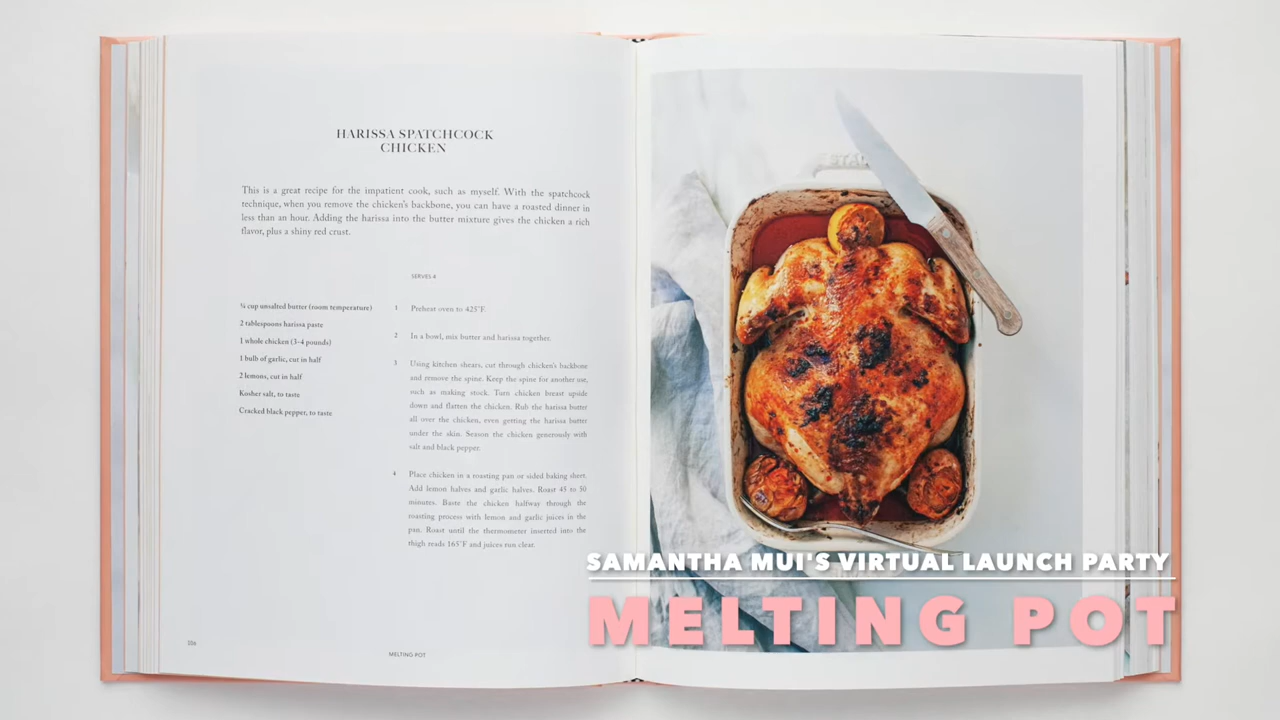 HARISSA SPATCHCOCK
CHICKEN
This is a great recipe for the impatient cook, such as myself. With the spatchcock
technique, when you remove the chicken's backbone, you can have a roasted dinner in
less than an hour. Adding the harissa into the butter mixture gives the chicken a rich
flavor, plus a shiny red crust.
SERVES 4
¼ cup unsalted butter (room temperature)
2 tablespoons harissa paste
1 whole chicken (3-4 pounds)
1 bulb of garlic, cut in half
2 lemons, cut in half
Kosher salt, to taste
Cracked black pepper, to taste
1 Preheat oven to 425°F.
2 In a bowl, mix butter and harissa together.
3 Using kitchen shears, cut through chicken's backbone
and remove the spine. Keep the spine for another use,
such as making stock. Turn chicken breast upside
down and flatten the chicken. Rub the harissa butter
all over the chicken, even getting the harissa butter
under the skin. Season the chicken generously with
salt and black pepper.
4 Place chicken in a roasting pan or sided baking sheet.
Add lemon halves and garlic halves. Roast 45 to 50
minutes. Baste the chicken halfway through the
roasting process with lemon and garlic juices in the
pan. Roast until the thermometer inserted into the
thigh reads 165°F and juices run clear.
MELTING POT
SAMANTHA MUI'S VIRTUAL LAUNCH PARTY
MELTING POT